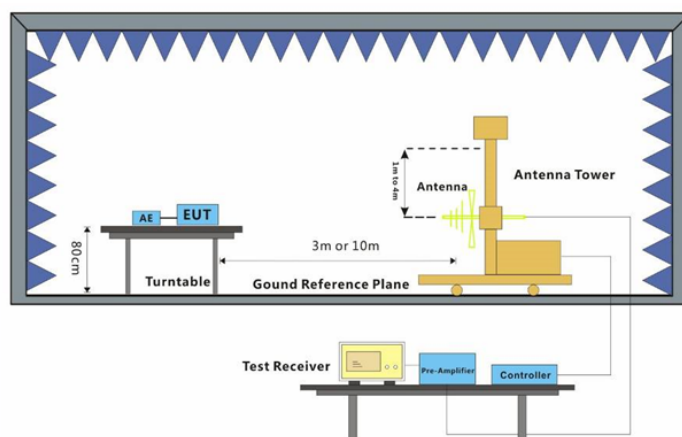 1m to 4m
Antenna
Antenna Tower
AE
EUT
80cm
3m or 10m
Turntable
Gound Reference Plane
Test Receiver
Pre-Amplifier
Controller